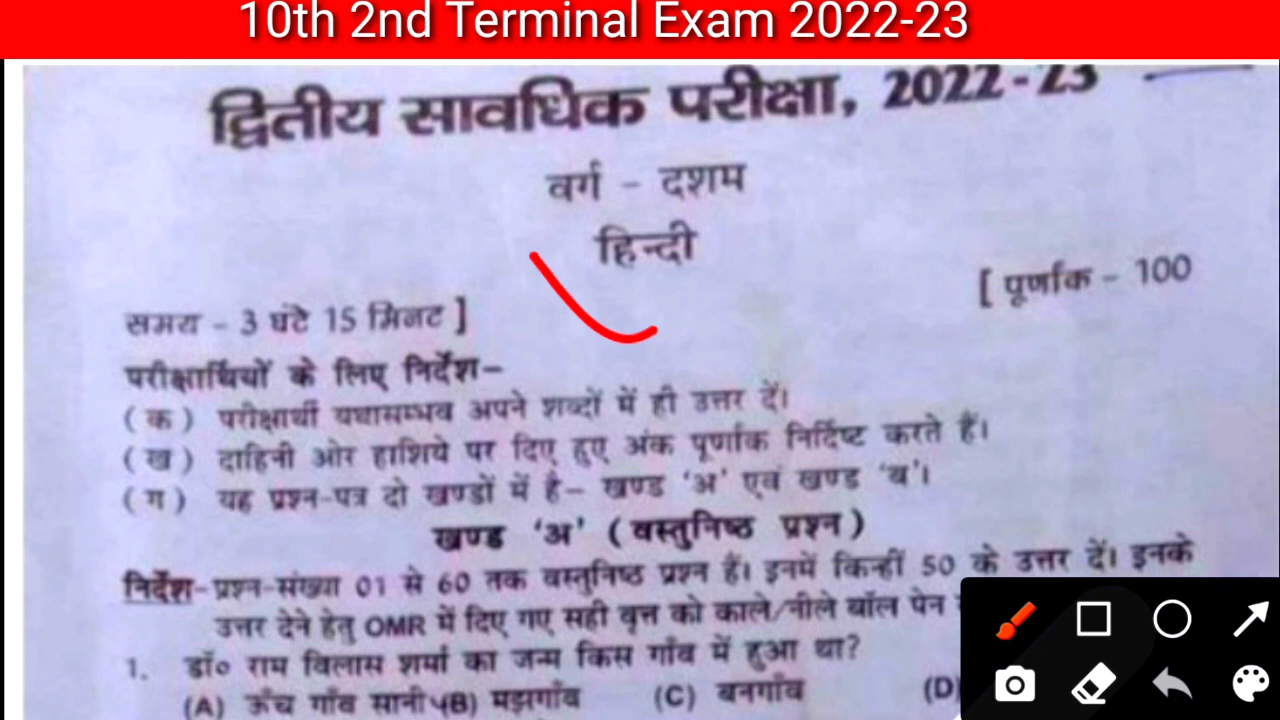 10th 2nd Terminal Exam 2022-23
द्वितीय सावधिक परीक्षा, 2022-23
वर्ग - दशम
हिन्दी
[ पूर्णांक - 100
समय - 3 घंटे 15 मिनट ]
परीक्षार्थियों के लिए निर्देश-
( क ) परीक्षार्थी यथासम्भव अपने शब्दों में ही उत्तर दें।
( ख ) दाहिनी ओर हाशिये पर दिए हुए अंक पूर्णांक निर्दिष्ट करते हैं।
( ग ) यह प्रश्न-पत्र दो खण्डों में है- खण्ड 'अ' एवं खण्ड 'ब'।
खण्ड 'अ' ( वस्तुनिष्ठ प्रश्न )
निर्देश-प्रश्न-संख्या 01 से 60 तक वस्तुनिष्ठ प्रश्न हैं। इनमें किन्हीं 50 के उत्तर दें। इनके
उत्तर देने हेतु OMR में दिए गए सही वृत्त को काले/नीले बॉल पेन
1. डॉ० राम विलास शर्मा का जन्म किस गाँव में हुआ था?
(A) ऊँच गाँव सानी (B) मझगाँव (C) बनगाँव (D)